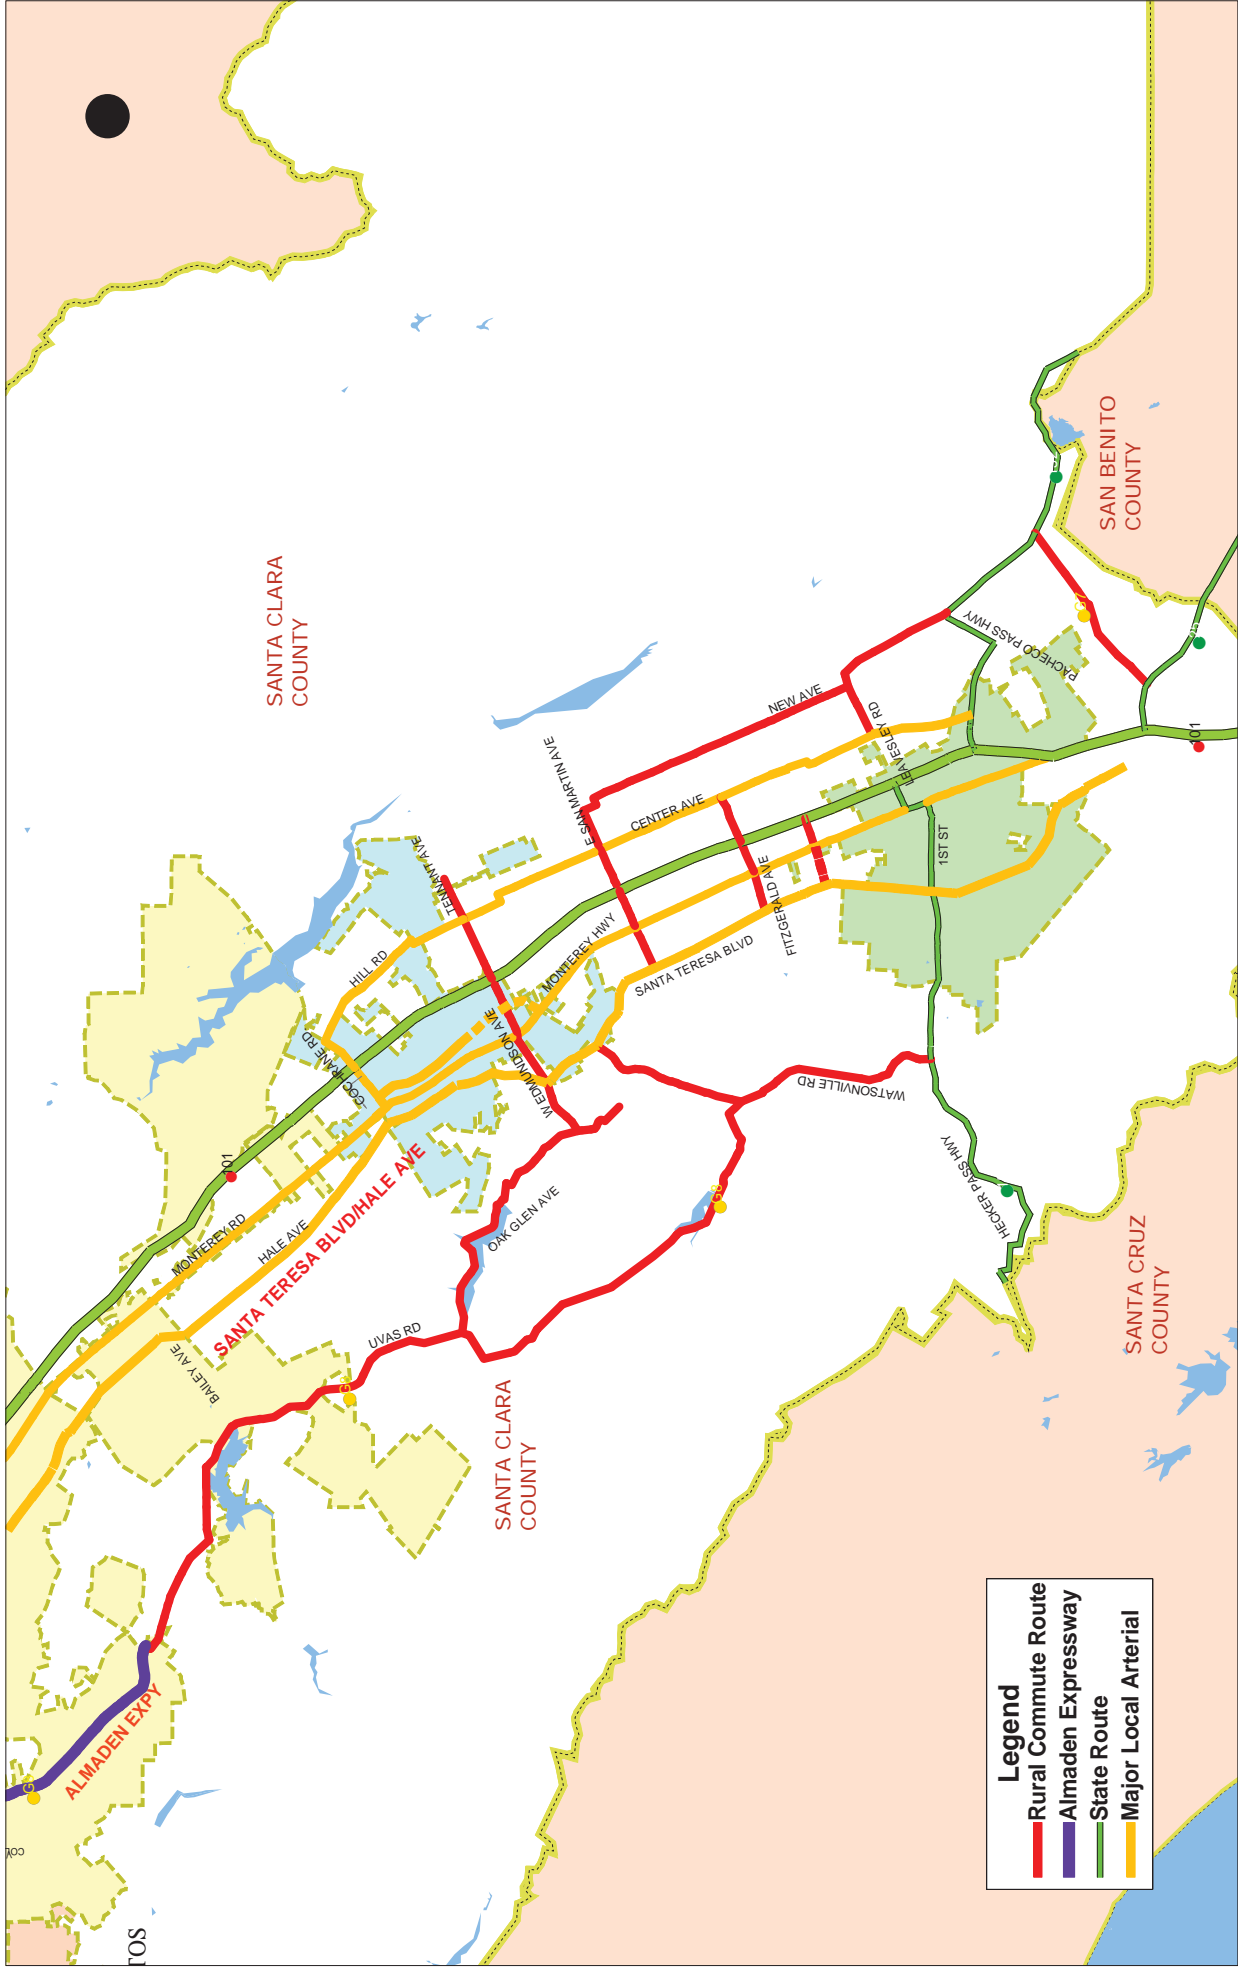 SANTA CLARA
COUNTY
SAN BENITO
COUNTY
NEW AVE
PACHECO PASS HWY
LEAVESLEY RD
E SAN MARTIN AVE
CENTER AVE
TENNANT AVE
FITZGERALD AVE
1ST ST
101
HILL RD
MONTEREY HWY
SANTA TERESA BLVD
COCHRANE RD
W EDMUNDSON AVE
WATSONVILLE RD
101
MONTEREY RD
HALE AVE
SANTA TERESA BLVD/HALE AVE
OAK GLEN AVE
HECKER PASS HWY
BAILEY AVE
UVAS RD
SANTA CLARA
COUNTY
SANTA CRUZ
COUNTY
ALMADEN EXPY
TOS
Legend
Rural Commute Route
Almaden Expressway
State Route
Major Local Arterial